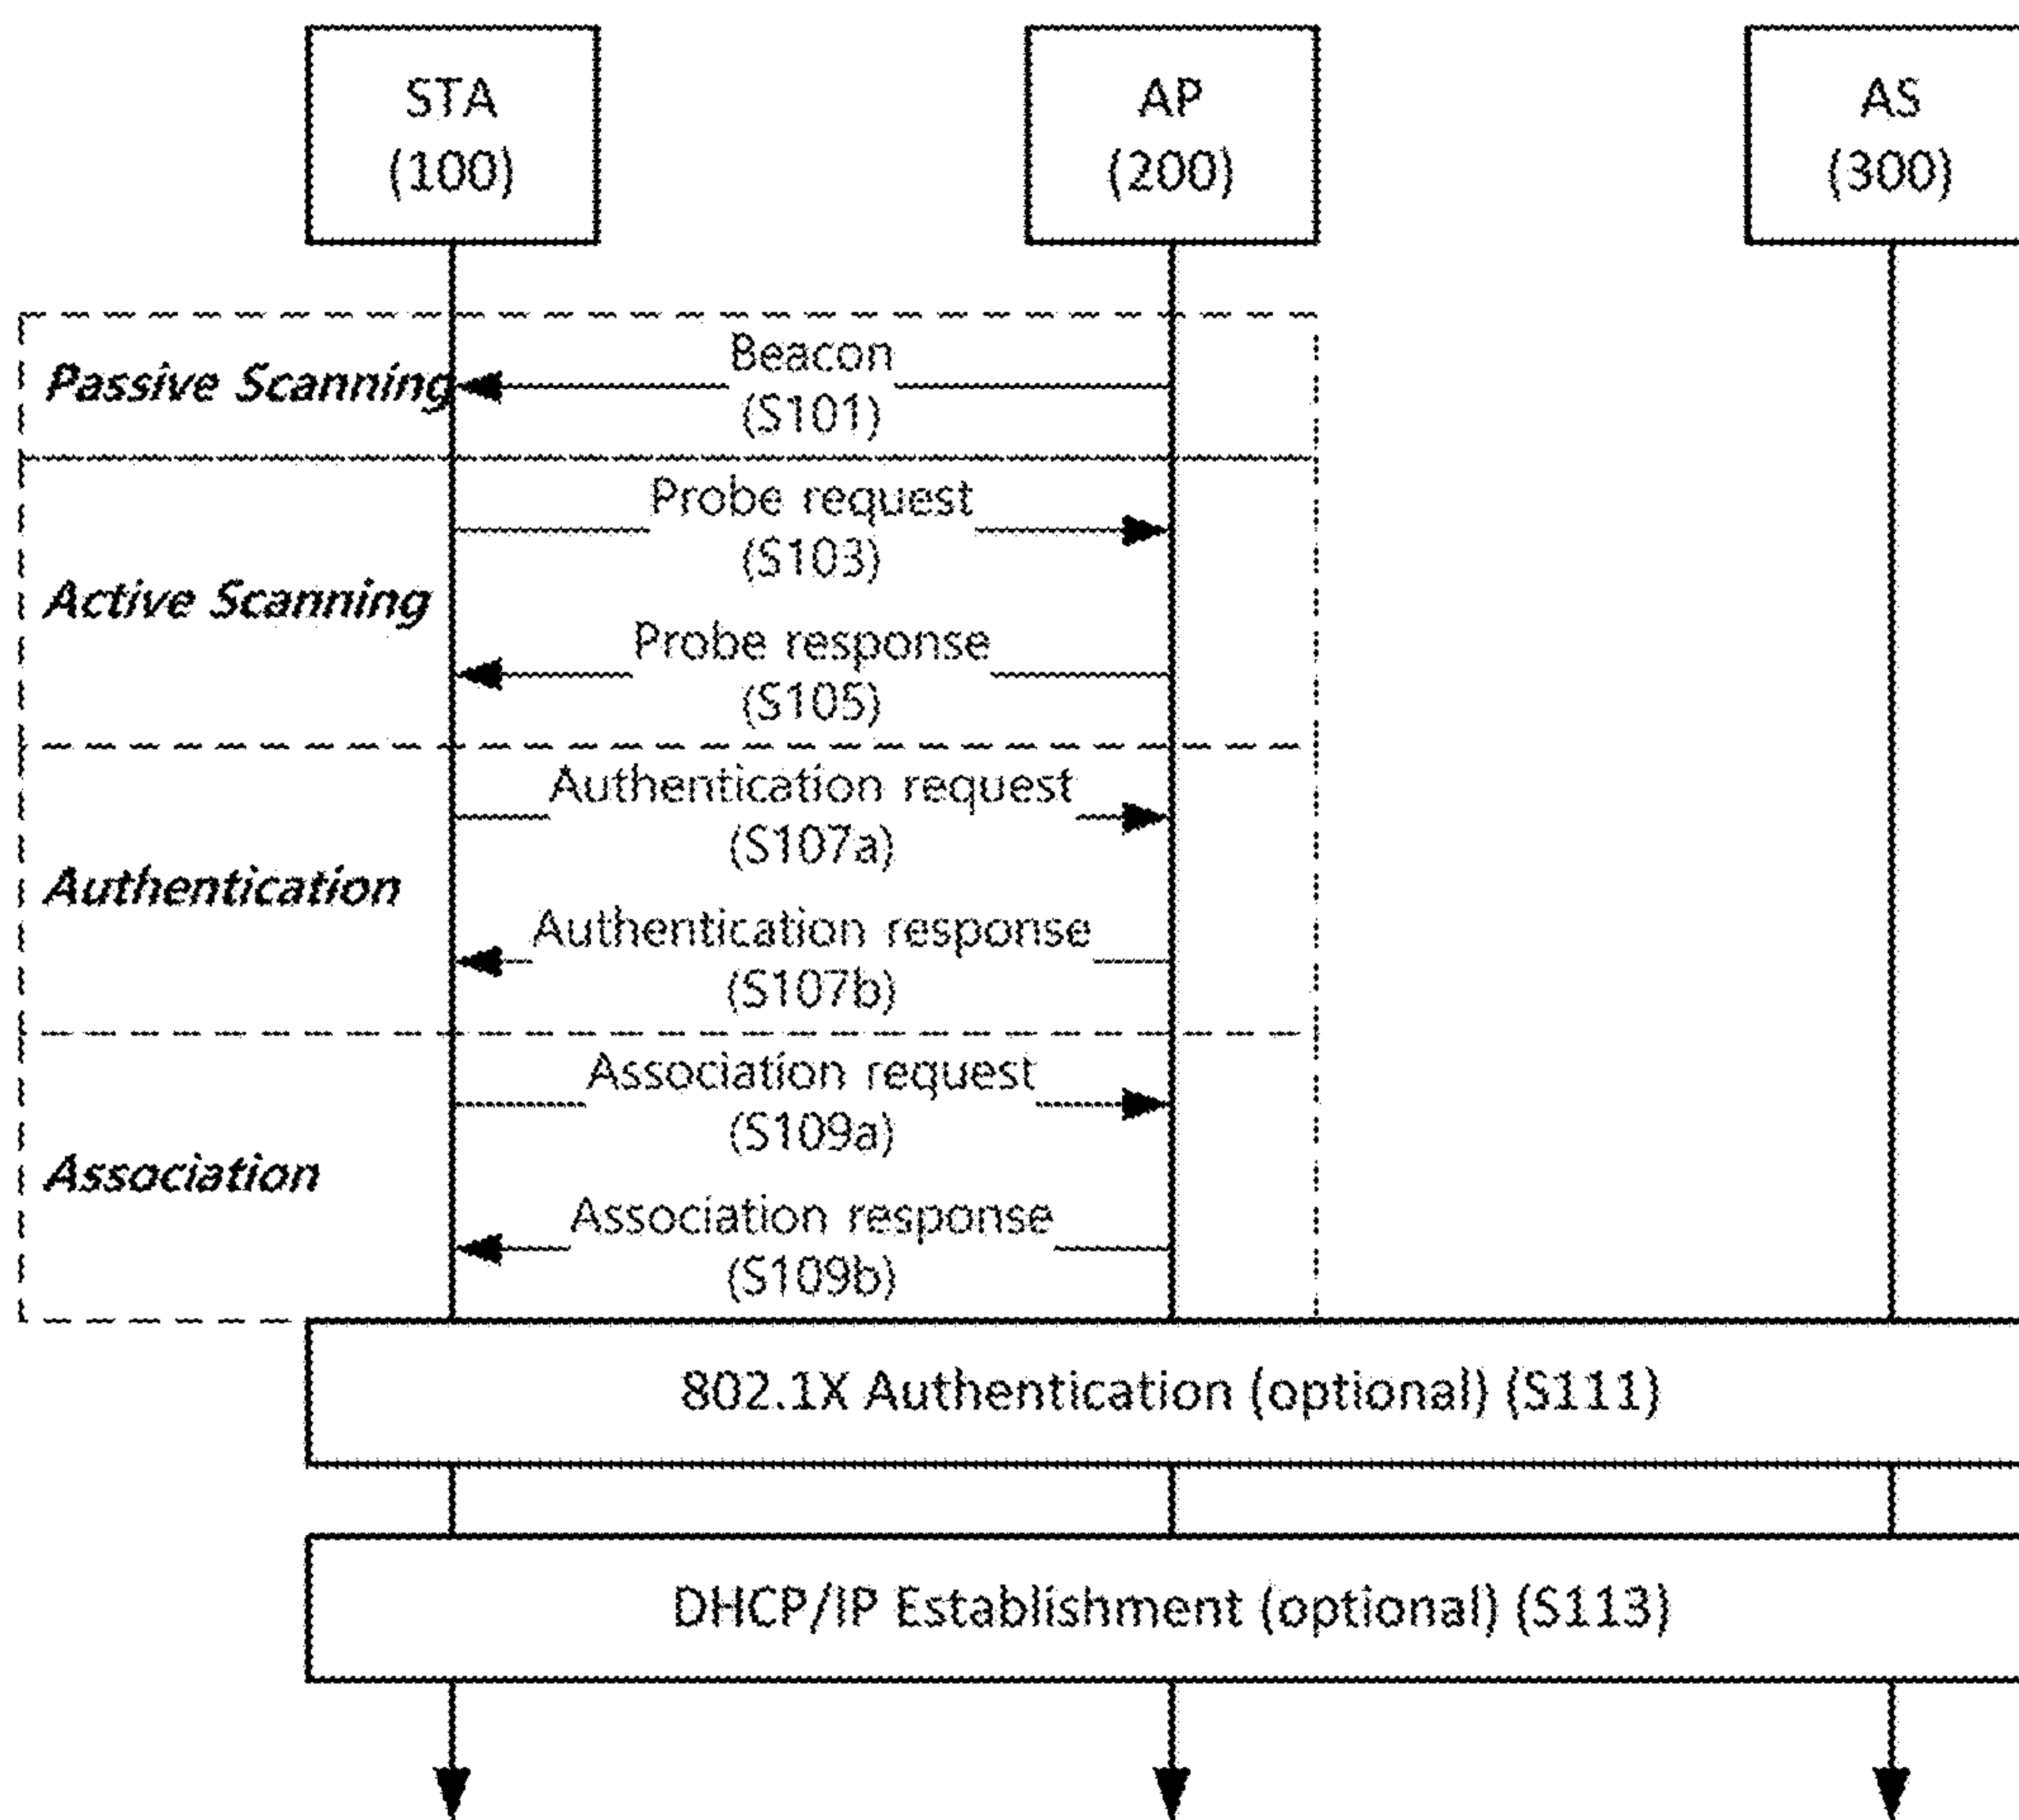 STA
(100)
AP
(200)
AS
(300)
Passive Scanning
Beacon
(S101)
Active Scanning
Probe request
(S103)
Probe response
(S105)
Authentication
Authentication request
(S107a)
Authentication response
(S107b)
Association
Association request
(S109a)
Association response
(S109b)
802.1X Authentication (optional) (S111)
DHCP/IP Establishment (optional) (S113)